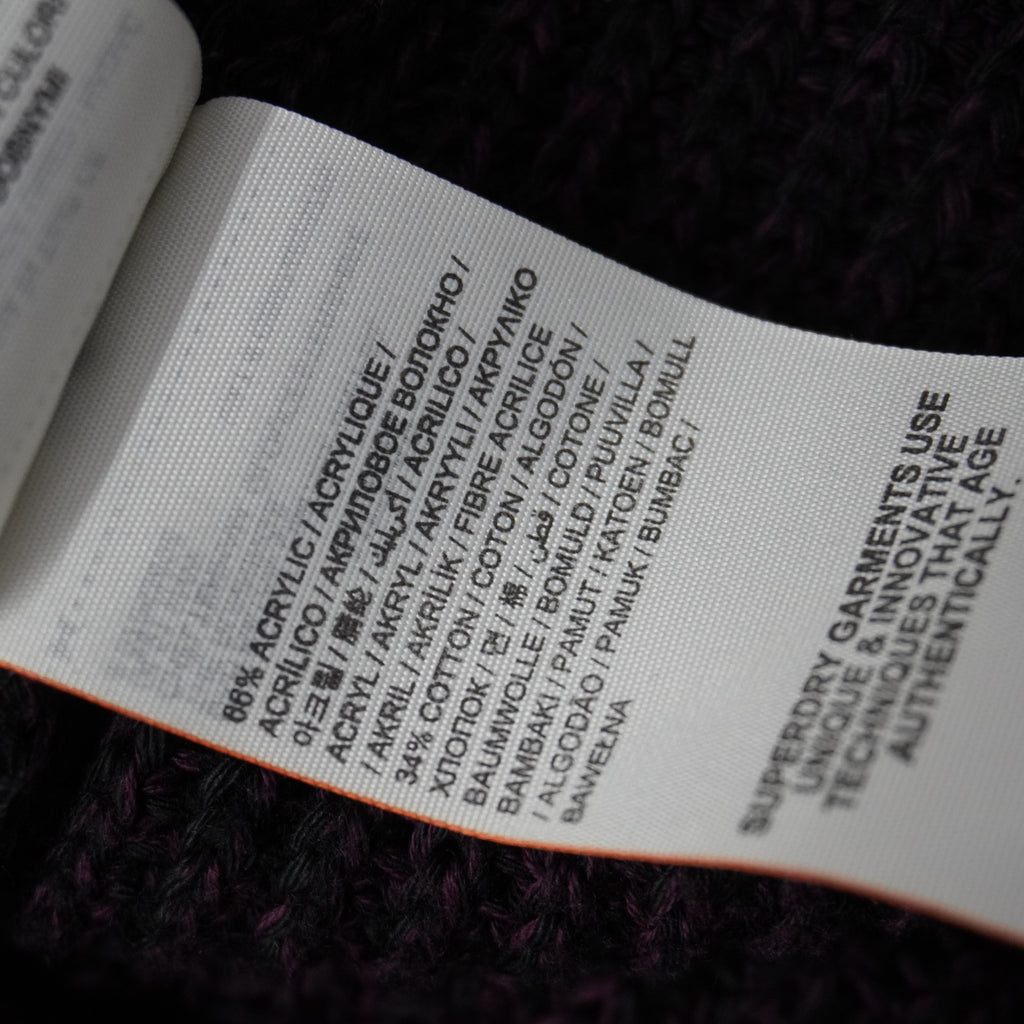 COLOR
66% ACRYLIC / ACRYLIQUE /
ACRÍLICO / АКРИЛОВОЕ ВОЛОКНО /
아크릴 / 腈纶 / أكريليك / ACRILICO /
ACRYL / AKRYL / AKRYYLI / ΑΚΡΥΛΙΚΟ
/ AKRIL / AKRILIK / FIBRE ACRILICE
34% COTTON / COTON / ALGODÓN /
ХЛОПОК / 면 / 棉 / قطن / COTONE /
BAUMWOLLE / BOMULD / PUUVILLA /
BAMBAKI / PAMUT / KATOEN / BOMULL
/ ALGODAO / PAMUK / BUMBAC /
BAWEŁNA
SUPERDRY GARMENTS USE
UNIQUE & INNOVATIVE
TECHNIQUES THAT AGE
AUTHENTICALLY.